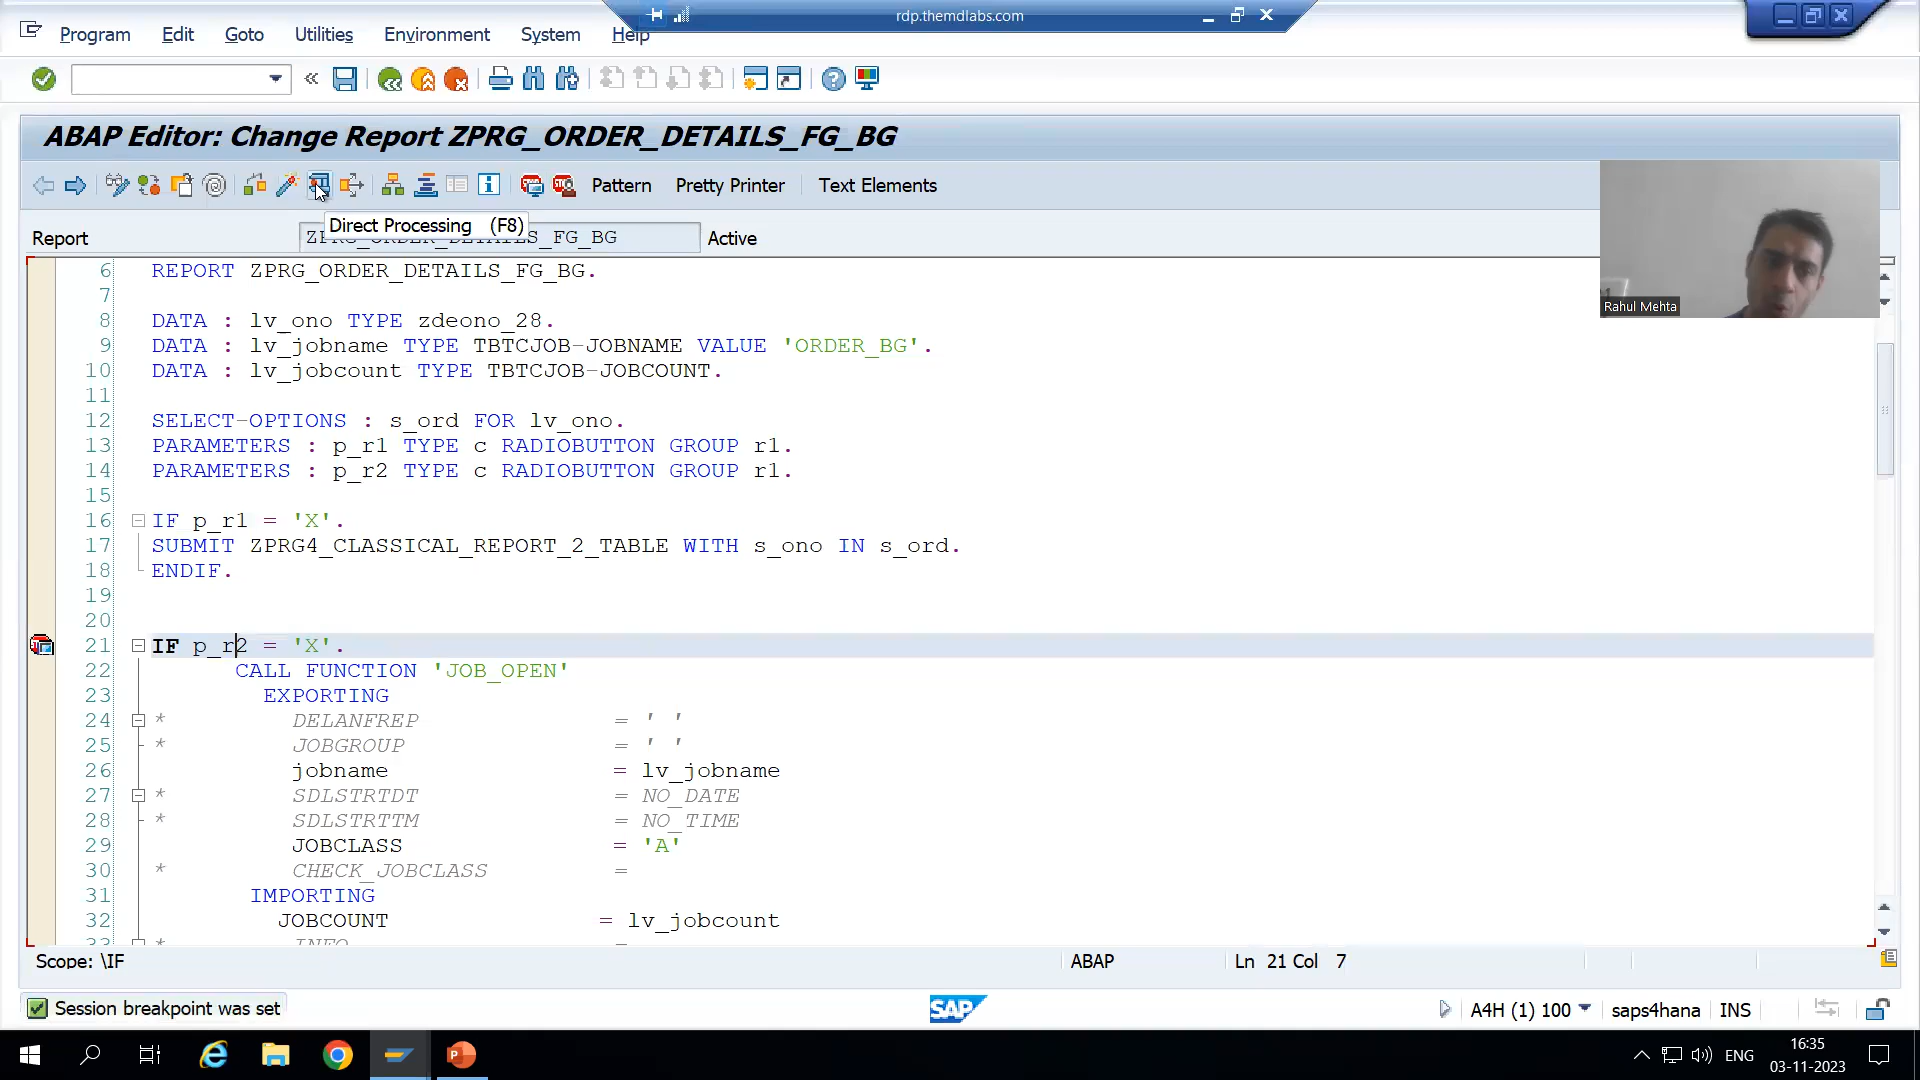 rdp.themdlabs.com
Program Edit Goto Utilities Environment System Help
ABAP Editor: Change Report ZPRG_ORDER_DETAILS_FG_BG
Pattern Pretty Printer Text Elements
Direct Processing (F8)
Report ZPRG_ORDER_DETAILS_FG_BG Active
Rahul Mehta
6 REPORT ZPRG_ORDER_DETAILS_FG_BG.
7
8 DATA : lv_ono TYPE zdeono_28.
9 DATA : lv_jobname TYPE TBTCJOB-JOBNAME VALUE 'ORDER_BG'.
10 DATA : lv_jobcount TYPE TBTCJOB-JOBCOUNT.
11
12 SELECT-OPTIONS : s_ord FOR lv_ono.
13 PARAMETERS : p_r1 TYPE c RADIOBUTTON GROUP r1.
14 PARAMETERS : p_r2 TYPE c RADIOBUTTON GROUP r1.
15
16 IF p_r1 = 'X'.
17 SUBMIT ZPRG4_CLASSICAL_REPORT_2_TABLE WITH s_ono IN s_ord.
18 ENDIF.
19
20
21 IF p_r2 = 'X'.
22 CALL FUNCTION 'JOB_OPEN'
23 EXPORTING
24 * DELANFREP = ' '
25 * JOBGROUP = ' '
26 jobname = lv_jobname
27 * SDLSTRTDT = NO_DATE
28 * SDLSTRTTM = NO_TIME
29 JOBCLASS = 'A'
30 * CHECK_JOBCLASS =
31 IMPORTING
32 JOBCOUNT = lv_jobcount
33 * INFO =
Scope: \IF ABAP Ln 21 Col 7
Session breakpoint was set SAP A4H (1) 100 saps4hana INS
ENG 16:35
03-11-2023